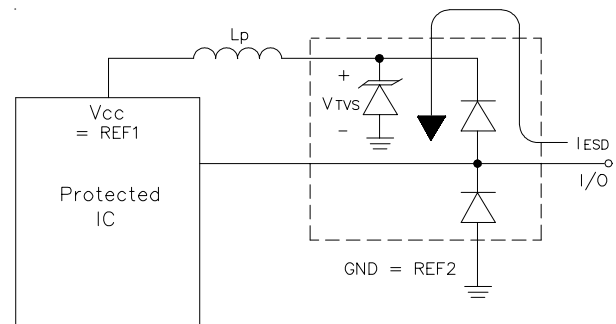 Lp
Vcc
= REF1
+
VTVS
-
IESD
I/O
Protected
IC
GND = REF2